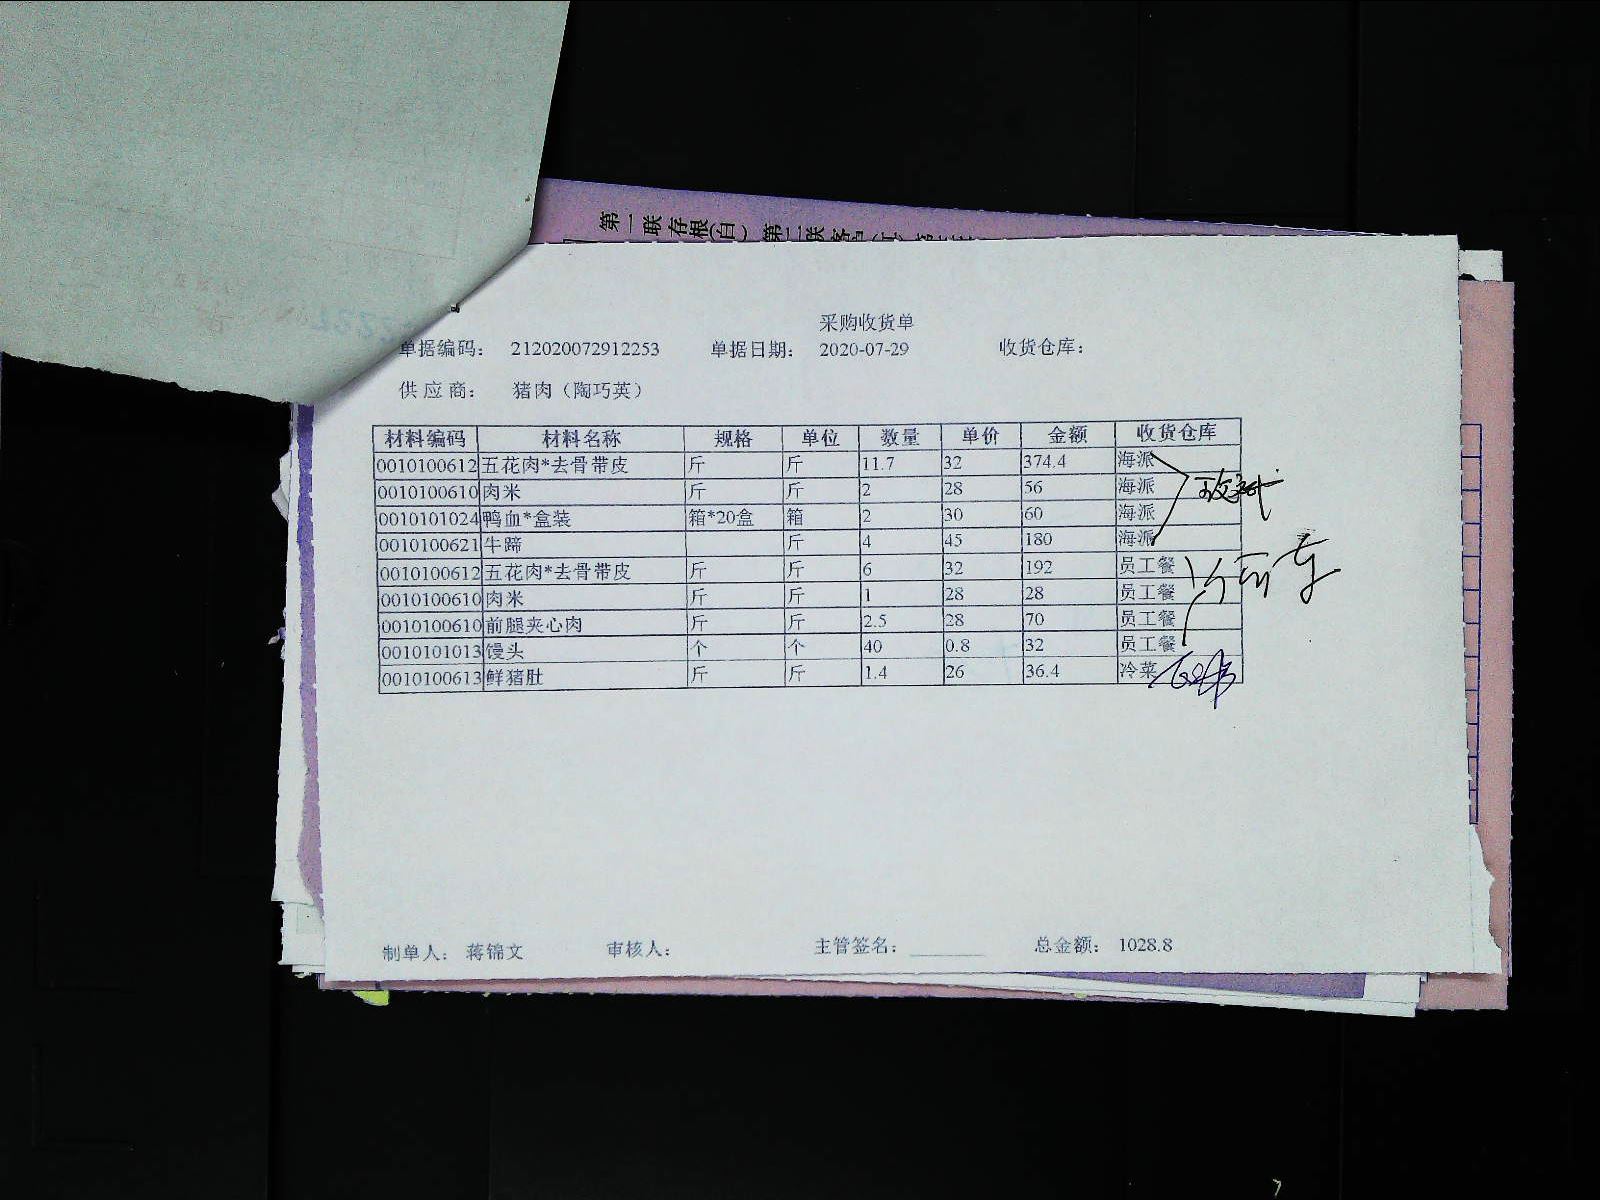 第一联存根(白) 第二联客户(
采购收货单
单据编码： 212020072912253 单据日期： 2020-07-29 收货仓库：
供 应 商： 猪肉（陶巧英）
材料编码 材料名称 规格 单位 数量 单价 金额 收货仓库
0010100612 五花肉*去骨带皮 斤 斤 11.7 32 374.4 海派
0010100610 肉米 斤 斤 2 28 56 海派
0010101024 鸭血*盒装 箱*20盒 箱 2 30 60 海派
0010100621 牛蹄 斤 4 45 180 海派
0010100612 五花肉*去骨带皮 斤 斤 6 32 192 员工餐
0010100610 肉米 斤 斤 1 28 28 员工餐
0010100610 前腿夹心肉 斤 斤 2.5 28 70 员工餐
0010101013 馒头 个 个 40 0.8 32 员工餐
0010100613 鲜猪肚 斤 斤 1.4 26 36.4 冷菜
制单人： 蒋锦文 审核人： 主管签名： 总金额： 1028.8